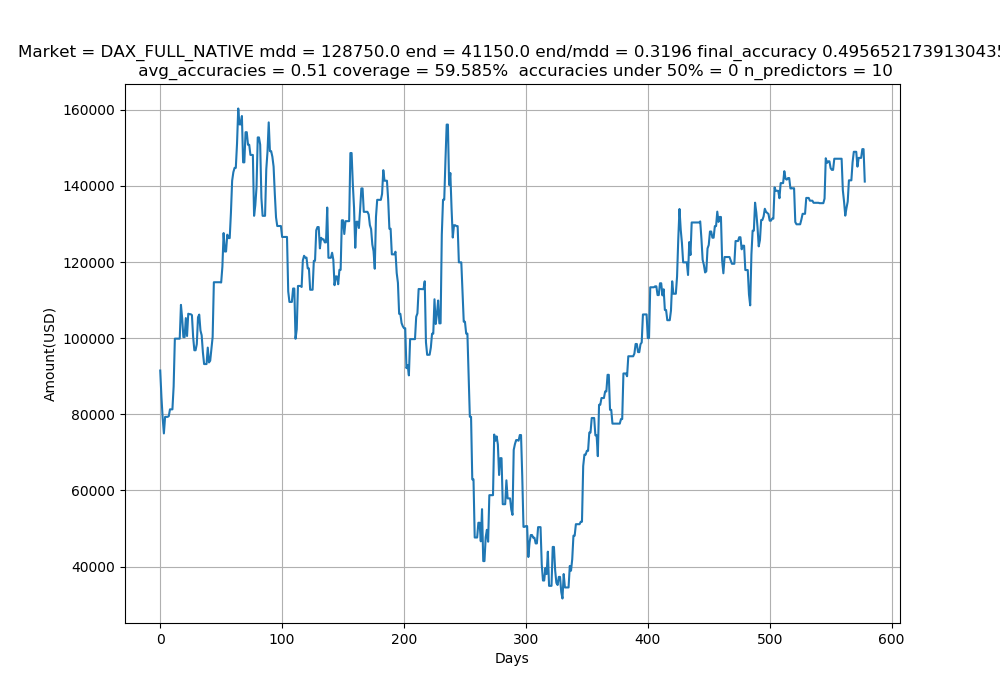 Market = DAX_FULL_NATIVE mdd = 128750.0 end = 41150.0 end/mdd = 0.3196 final_accuracy 0.4956521739130435
avg_accuracies = 0.51 coverage = 59.585% accuracies under 50% = 0 n_predictors = 10
160000
140000
120000
100000
80000
60000
40000
Amount(USD)
0 100 200 300 400 500 600
Days